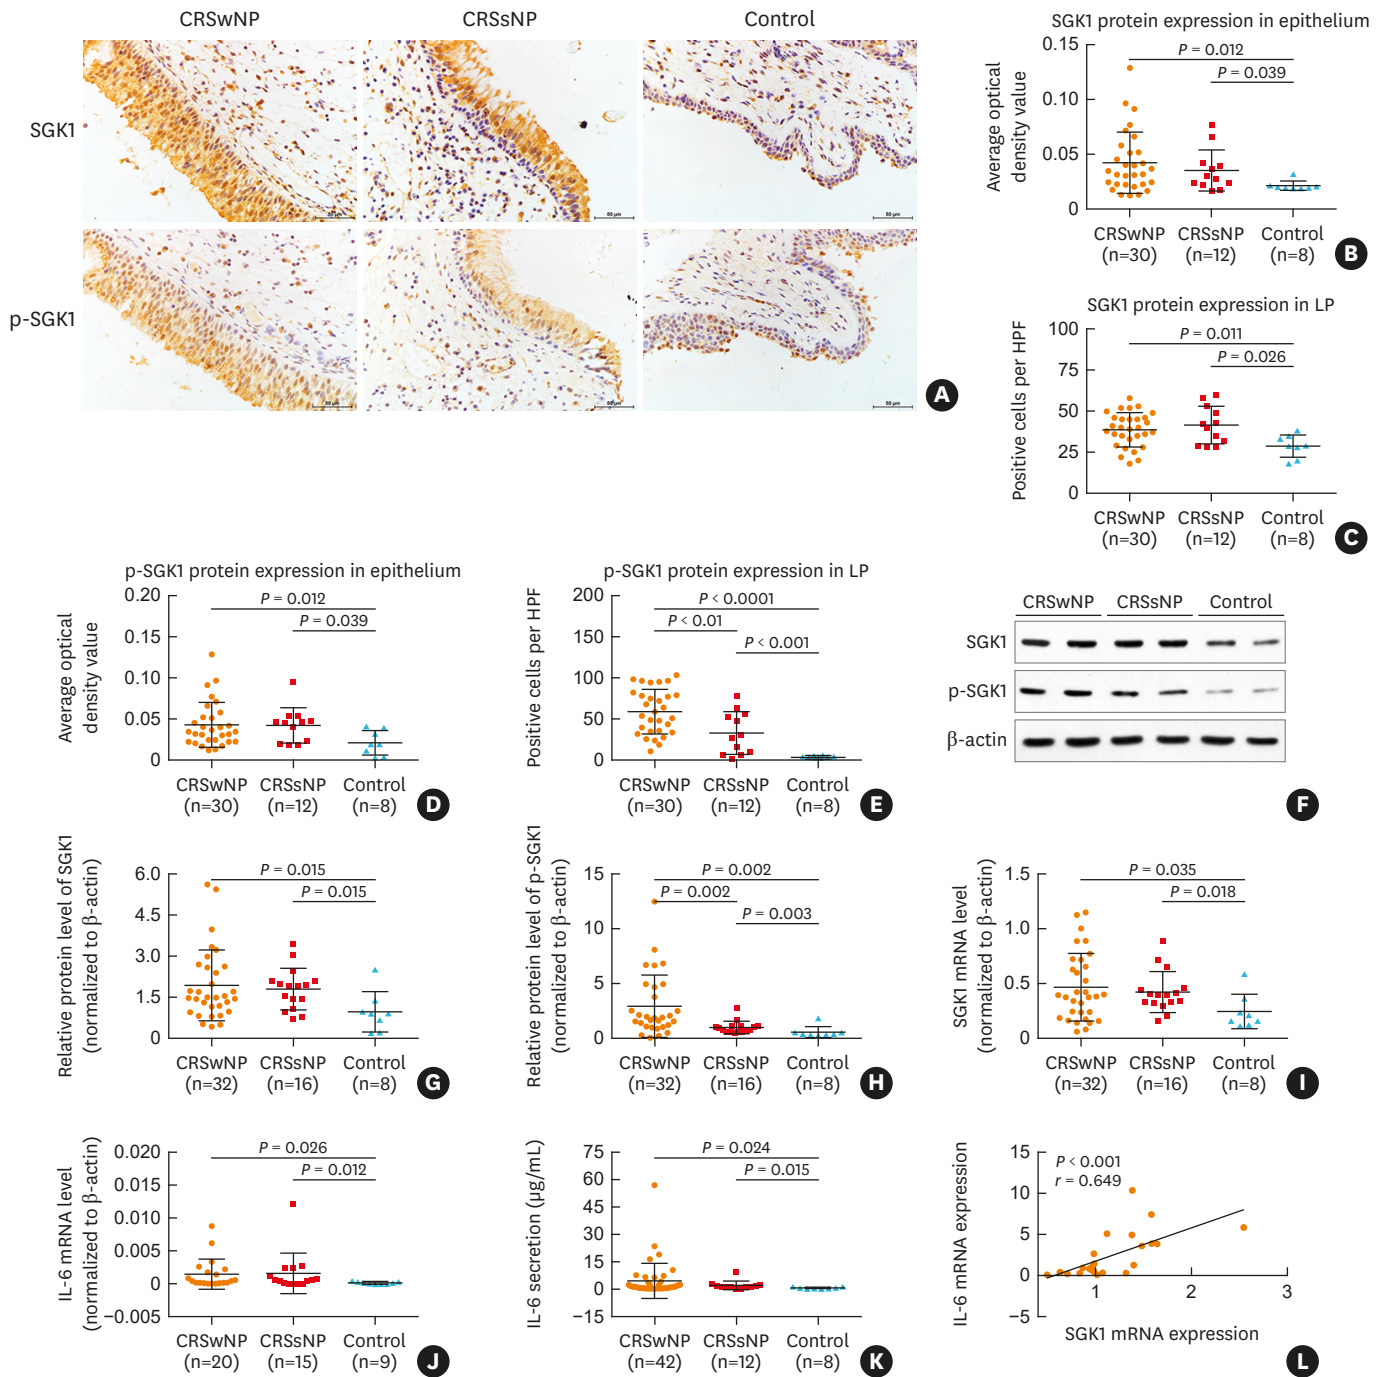 CRSwNP CRSsNP Control
SGK1
50 µm 50 µm 50 µm
p-SGK1
50 µm 50 µm 50 µm
A
SGK1 protein expression in epithelium
Average optical
density value
0.15
0.10
0.05
0
P = 0.012
P = 0.039
CRSwNP CRSsNP Control
(n=30) (n=12) (n=8)
B
SGK1 protein expression in LP
Positive cells per HPF
100
75
50
25
0
P = 0.011
P = 0.026
CRSwNP CRSsNP Control
(n=30) (n=12) (n=8)
C
p-SGK1 protein expression in epithelium
Average optical
density value
0.20
0.15
0.10
0.05
0
P = 0.012
P = 0.039
CRSwNP CRSsNP Control
(n=30) (n=12) (n=8)
D
p-SGK1 protein expression in LP
Positive cells per HPF
200
150
100
50
0
P < 0.0001
P < 0.01
P < 0.001
CRSwNP CRSsNP Control
(n=30) (n=12) (n=8)
E
CRSwNP CRSsNP Control
SGK1
p-SGK1
β-actin
F
Relative protein level of SGK1
(normalized to β-actin)
6.0
4.5
3.0
1.5
0
P = 0.015
P = 0.015
CRSwNP CRSsNP Control
(n=32) (n=16) (n=8)
G
Relative protein level of p-SGK1
(normalized to β-actin)
15
10
5
0
P = 0.002
P = 0.002
P = 0.003
CRSwNP CRSsNP Control
(n=32) (n=16) (n=8)
H
SGK1 mRNA level
(normalized to β-actin)
1.5
1.0
0.5
0
P = 0.035
P = 0.018
CRSwNP CRSsNP Control
(n=32) (n=16) (n=8)
I
IL-6 mRNA level
(normalized to β-actin)
0.020
0.015
0.010
0.005
0
−0.005
P = 0.026
P = 0.012
CRSwNP CRSsNP Control
(n=20) (n=15) (n=9)
J
IL-6 secretion (µg/mL)
75
60
45
30
15
0
−15
P = 0.024
P = 0.015
CRSwNP CRSsNP Control
(n=42) (n=12) (n=8)
K
IL-6 mRNA expression
15
10
5
0
−5
P < 0.001
r = 0.649
1 2 3
SGK1 mRNA expression
L